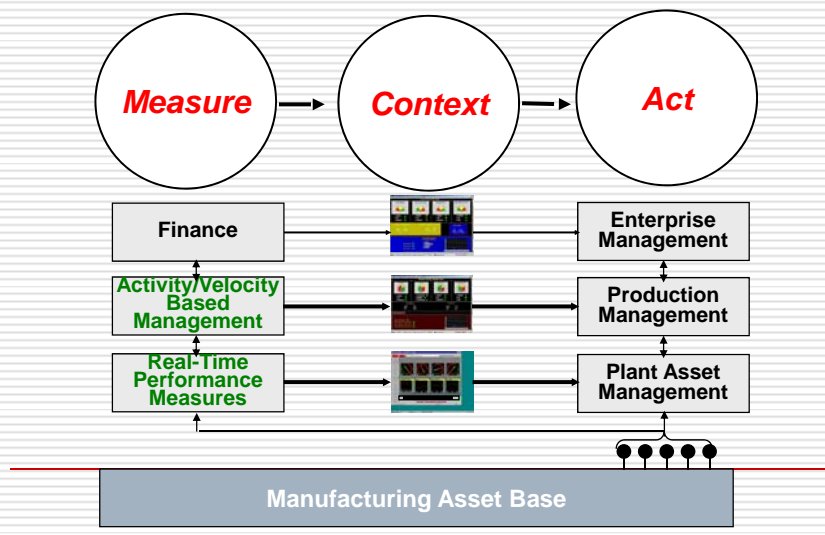 Measure
Context
Act
Finance
Enterprise
Management
Activity/Velocity
Based
Management
Production
Management
Real-Time
Performance
Measures
Plant Asset
Management
Manufacturing Asset Base